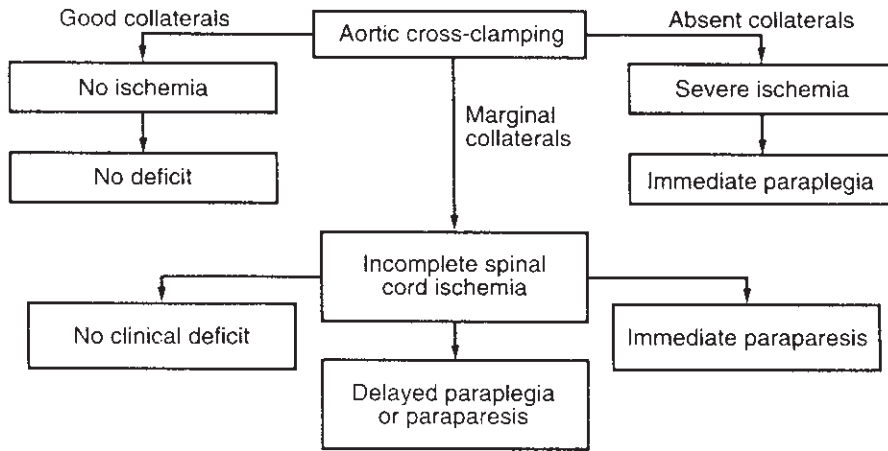 Good collaterals
Aortic cross-clamping
Absent collaterals
No ischemia
Severe ischemia
Marginal
collaterals
No deficit
Immediate paraplegia
Incomplete spinal
cord ischemia
No clinical deficit
Immediate paraparesis
Delayed paraplegia
or paraparesis